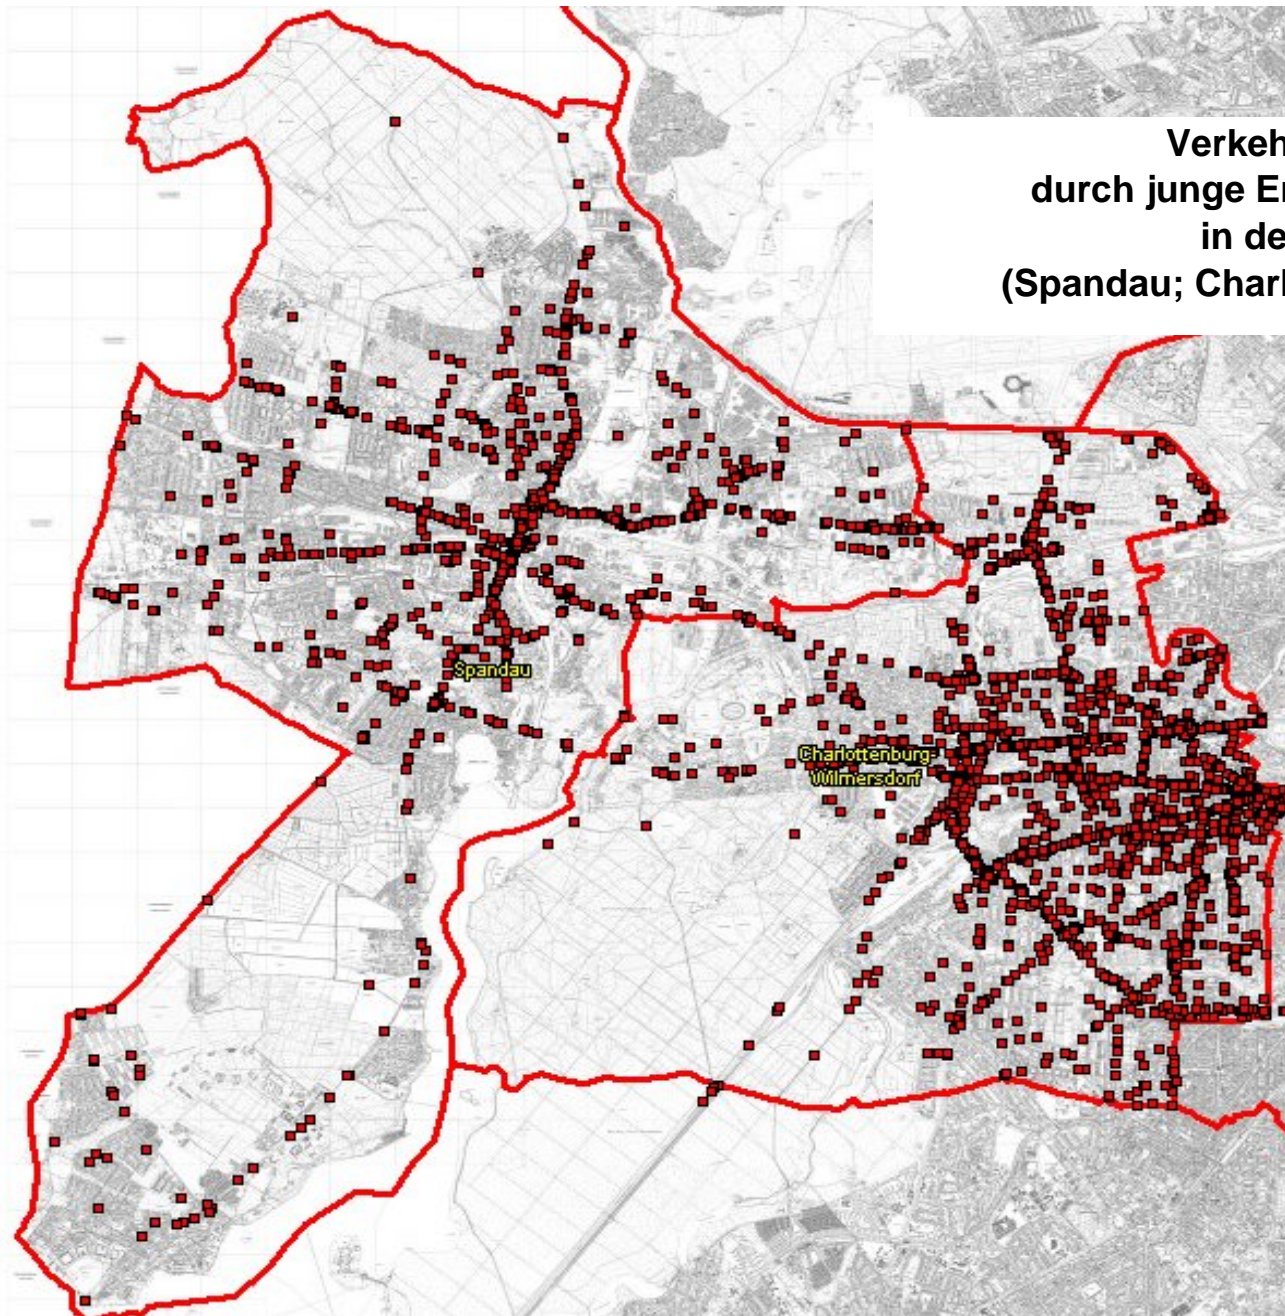 Verkeh
durch junge Er
in de
(Spandau; Charl
Spandau
Charlottenburg-
Wilmersdorf